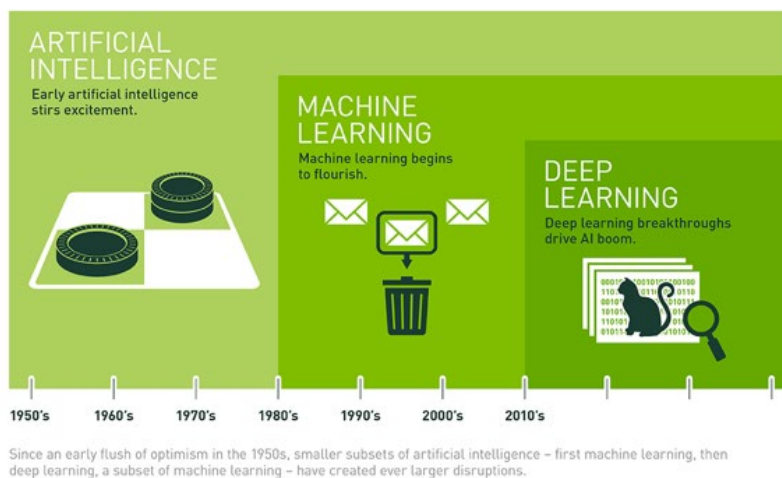 ARTIFICIAL
INTELLIGENCE
Early artificial intelligence
stirs excitement.
MACHINE
LEARNING
Machine learning begins
to flourish.
DEEP
LEARNING
Deep learning breakthroughs
drive AI boom.
1950's 1960's 1970's 1980's 1990's 2000's 2010's
Since an early flush of optimism in the 1950s, smaller subsets of artificial intelligence – first machine learning, then
deep learning, a subset of machine learning – have created ever larger disruptions.